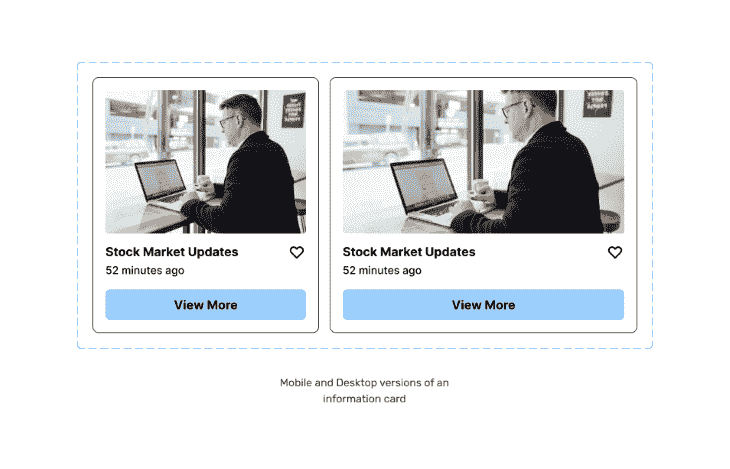 Stock Market Updates
52 minutes ago
View More
Stock Market Updates
52 minutes ago
View More
Mobile and Desktop versions of an
information card